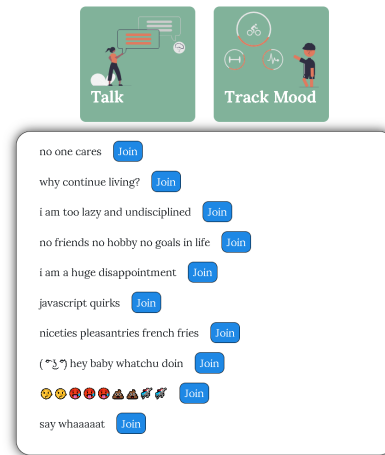 Talk
Track Mood
no one cares Join
why continue living? Join
i am too lazy and undisciplined Join
no friends no hobby no goals in life Join
i am a huge disappointment Join
javascript quirks Join
niceties pleasantries french fries Join
( ͡° ͜ʖ ͡°) hey baby whatchu doin Join
🤔🤔😡😡😡💩💩🚀🚀 Join
say whaaaaat Join